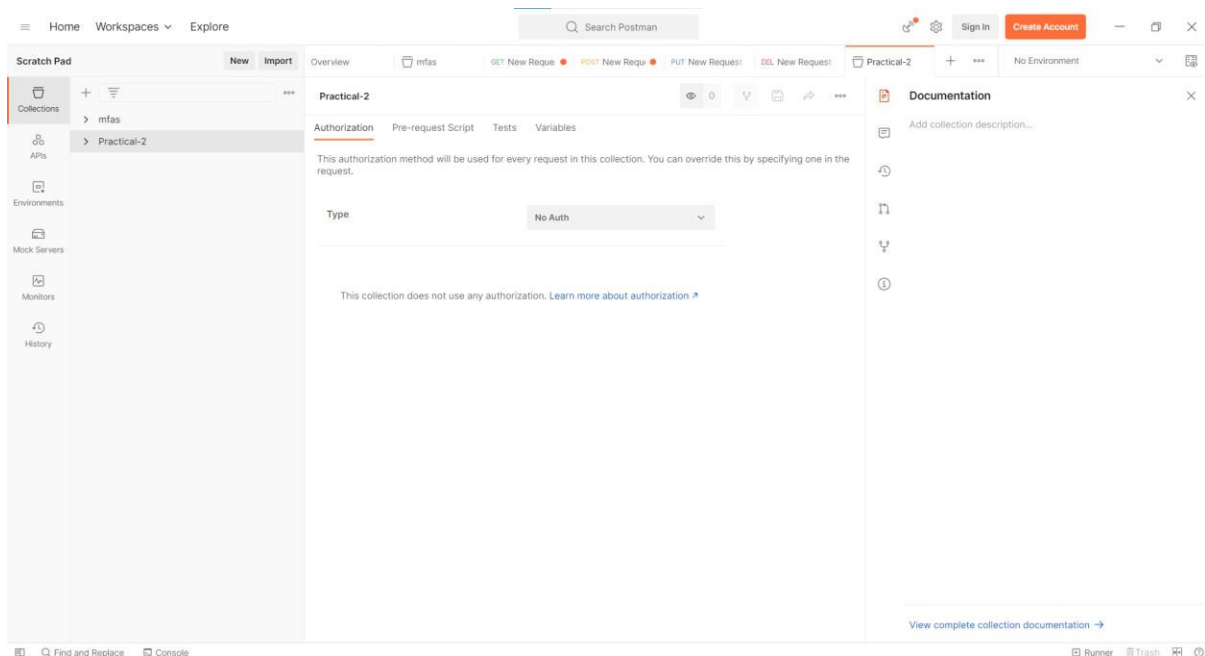 Home Workspaces Explore
Search Postman
Sign In Create Account
Scratch Pad New Import
Overview mfas GET New Reque POST New Requ PUT New Request DEL New Request Practical-2 No Environment
Collections
APIs
Environments
Mock Servers
Monitors
History
mfas
Practical-2
Practical-2
0
Authorization Pre-request Script Tests Variables
This authorization method will be used for every request in this collection. You can override this by specifying one in the
request.
Type No Auth
This collection does not use any authorization. Learn more about authorization
Documentation
Add collection description...
View complete collection documentation
Find and Replace Console
Runner Trash